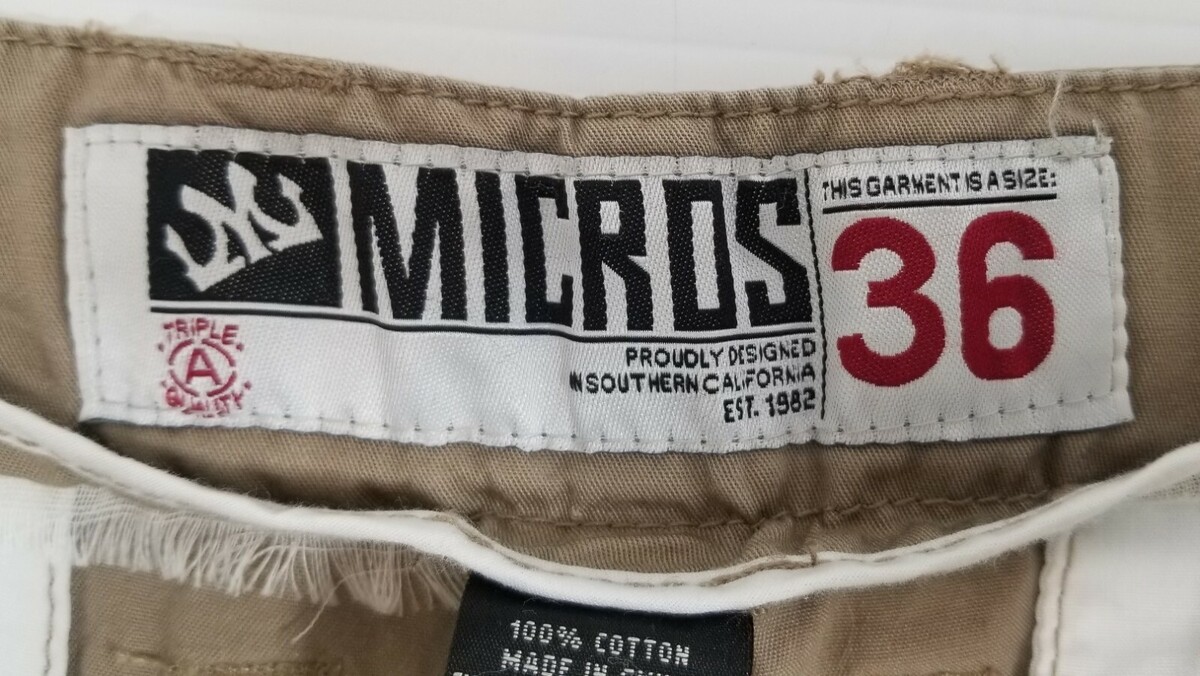 MICROS
THIS GARMENT IS A SIZE:
36
TRIPLE
A
QUALITY
PROUDLY DESIGNED
IN SOUTHERN CALIFORNIA
EST. 1982
100% COTTON
MADE IN